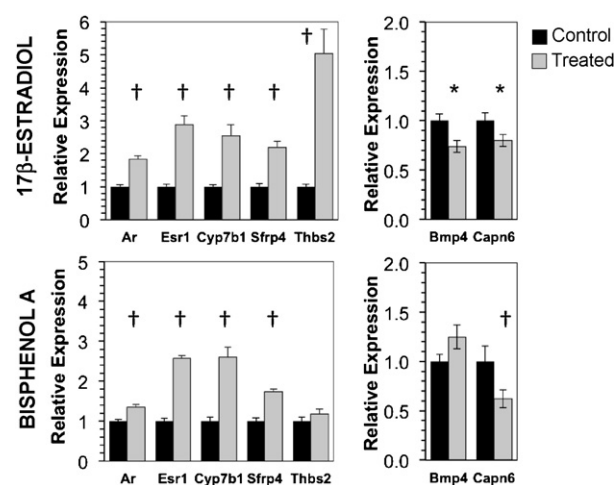 17β-ESTRADIOL
Relative Expression
6
5
4
3
2
1
0
† † † † †
Ar Esr1 Cyp7b1 Sfrp4 Thbs2
Relative Expression
2.0
1.5
1.0
0.5
0.0
* *
Bmp4 Capn6
Control
Treated
BISPHENOL A
Relative Expression
5
4
3
2
1
0
† † † †
Ar Esr1 Cyp7b1 Sfrp4 Thbs2
Relative Expression
2.0
1.5
1.0
0.5
0.0
†
Bmp4 Capn6